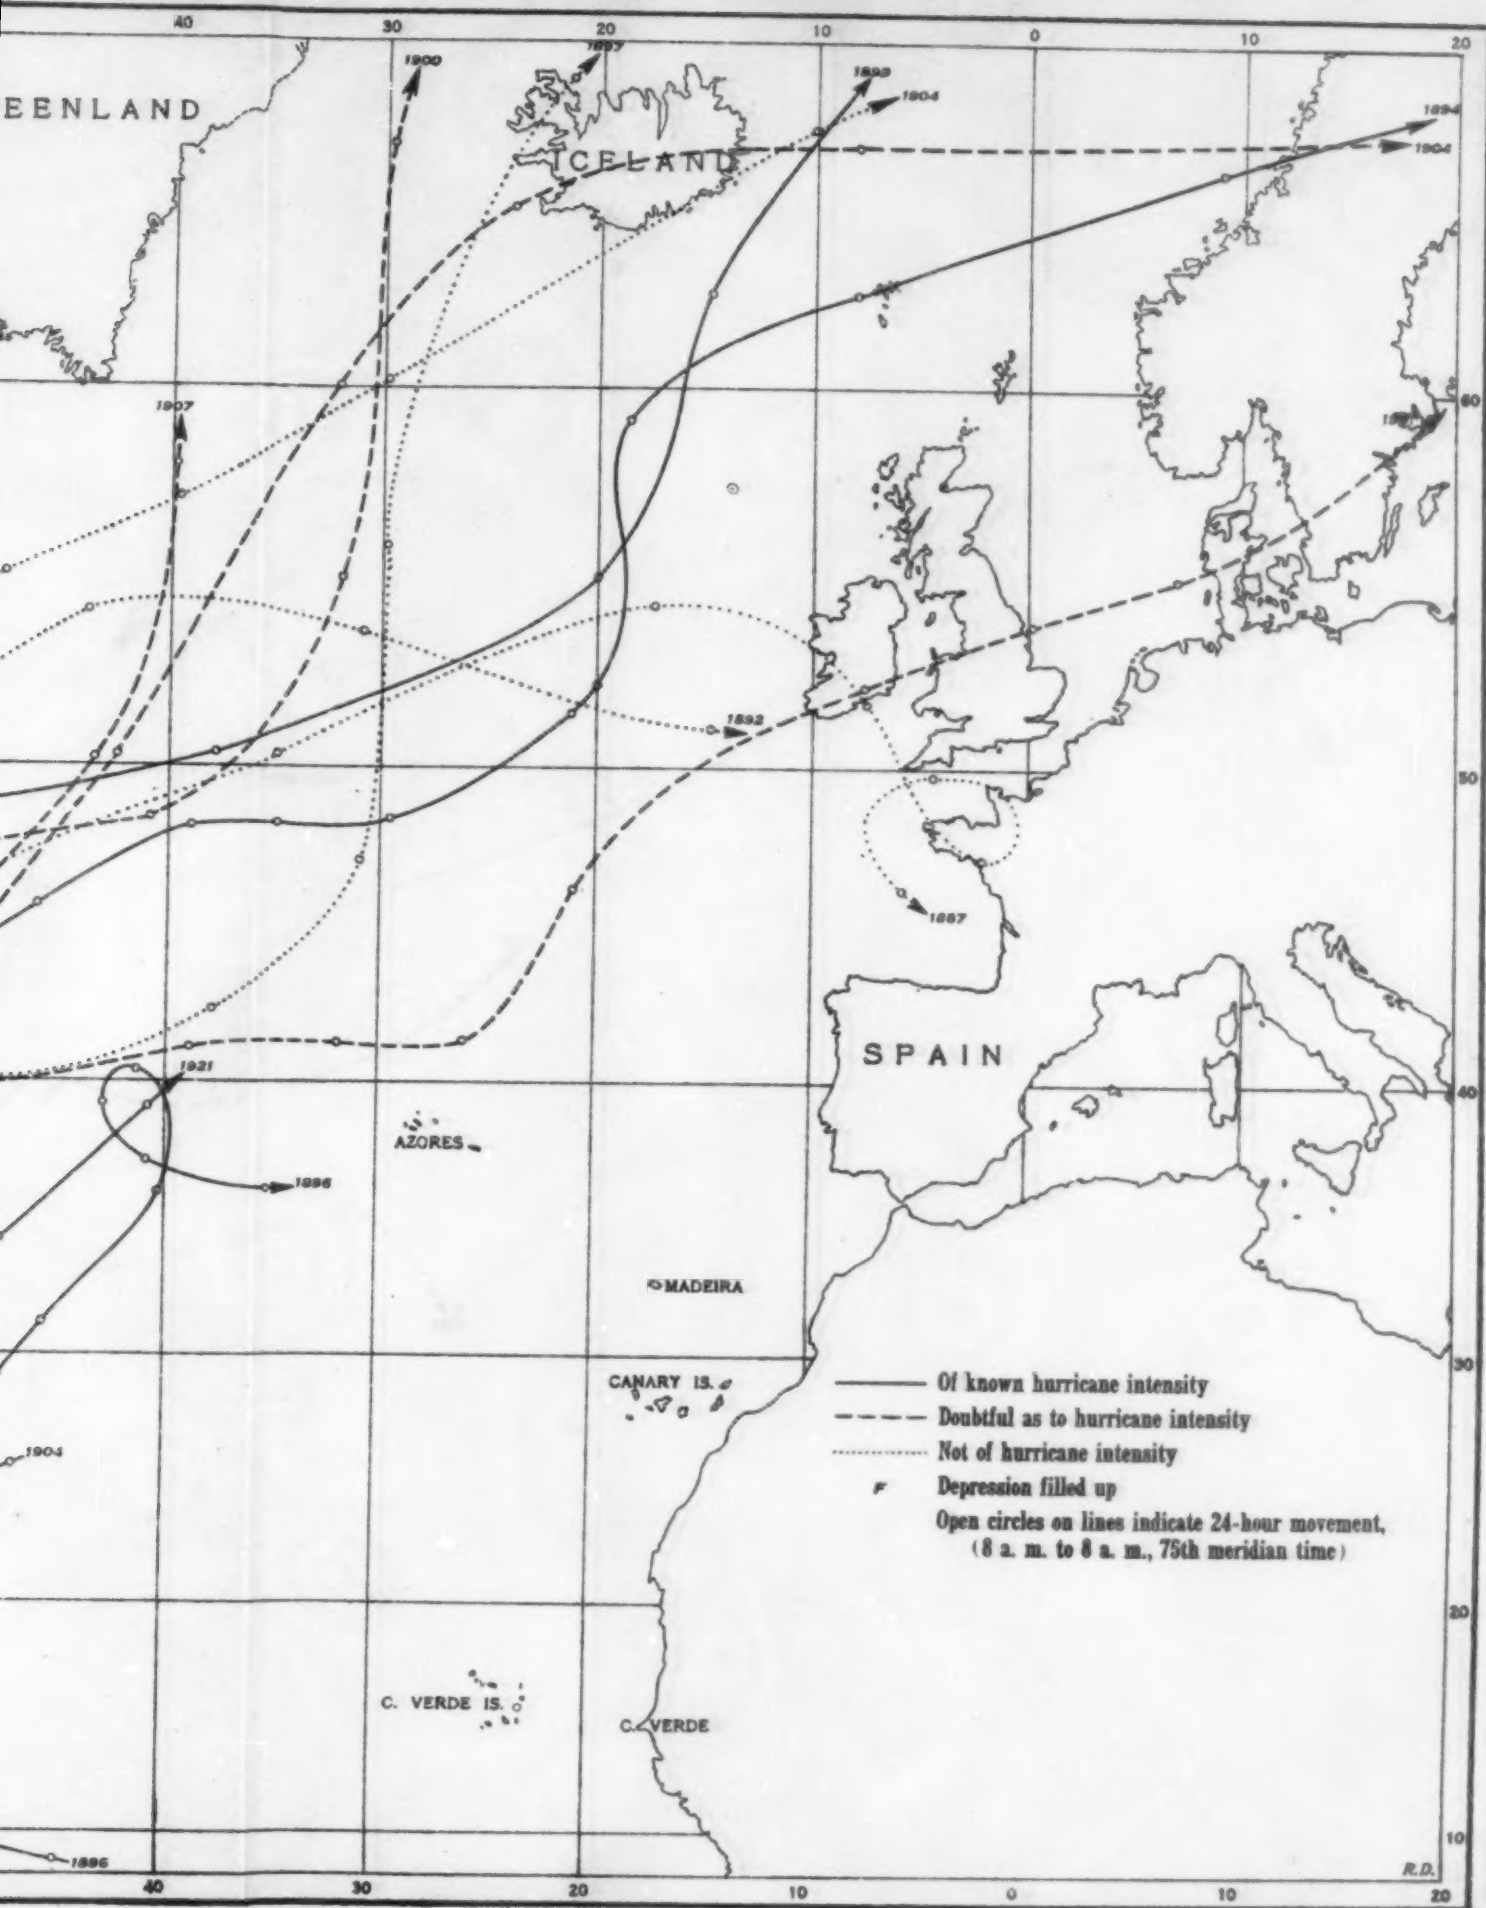 40 30 20 10 0 10 20
1900
1893
1904
1894
1904
EENLAND
ICELAND
1907
60
1892
50
1887
SPAIN
1921
40
AZORES
1896
MADEIRA
30
CANARY IS.
Of known hurricane intensity
Doubtful as to hurricane intensity
Not of hurricane intensity
F Depression filled up
Open circles on lines indicate 24-hour movement,
(8 a. m. to 8 a. m., 75th meridian time)
1904
20
C. VERDE IS.
C. VERDE
10
1896
R.D.
40 30 20 10 0 10 20